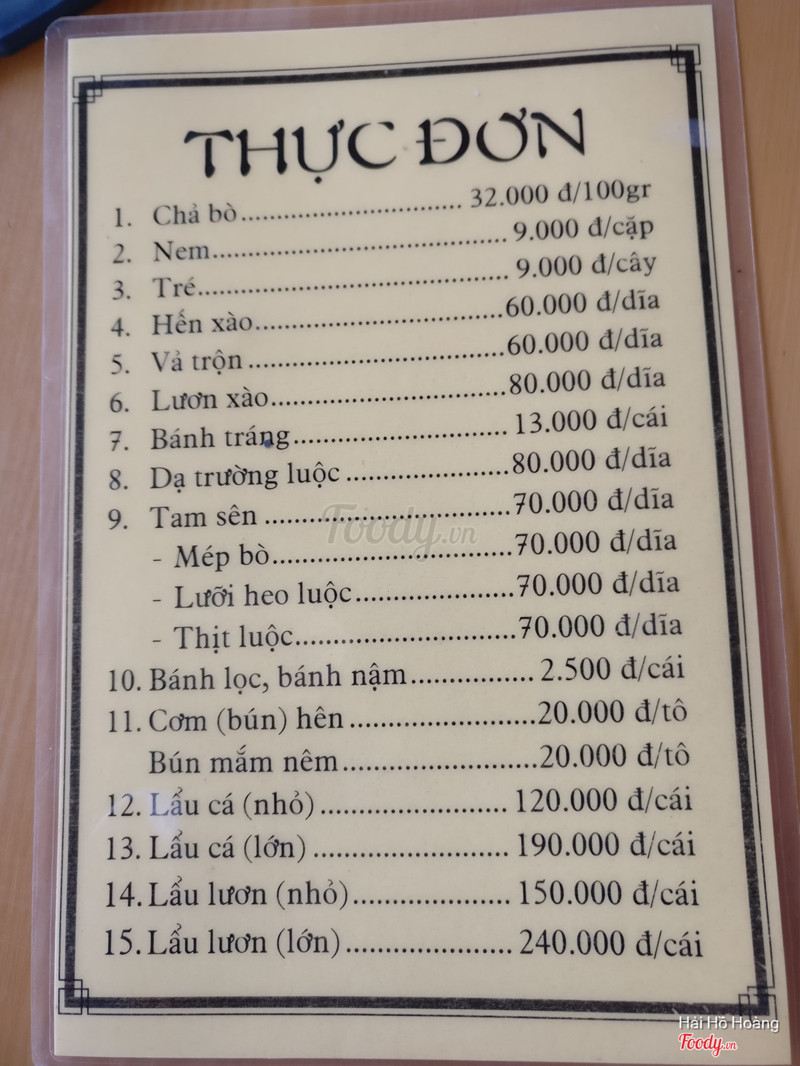 THỰC ĐƠN
1. Chả bò........................................ 32.000 đ/100gr
2. Nem............................................. 9.000 đ/cặp
3. Tré............................................... 9.000 đ/cây
4. Hến xào.....................................60.000 đ/dĩa
5. Vả trộn.......................................60.000 đ/dĩa
6. Lươn xào...................................80.000 đ/dĩa
7. Bánh tráng................................. 13.000 đ/cái
8. Dạ trường luộc.........................80.000 đ/dĩa
9. Tam sên.....................................70.000 đ/dĩa
- Mép bò.....................................70.000 đ/dĩa
- Lưỡi heo luộc.........................70.000 đ/dĩa
- Thịt luộc..................................70.000 đ/dĩa
10. Bánh lọc, bánh nậm................. 2.500 đ/cái
11. Cơm (bún) hên..........................20.000 đ/tô
Bún mắm nêm............................20.000 đ/tô
12. Lẩu cá (nhỏ)......................... 120.000 đ/cái
13. Lẩu cá (lớn).......................... 190.000 đ/cái
14. Lẩu lươn (nhỏ)..................... 150.000 đ/cái
15. Lẩu lươn (lớn)...................... 240.000 đ/cái
Foody.vn
Hải Hồ Hoàng
Foody.vn